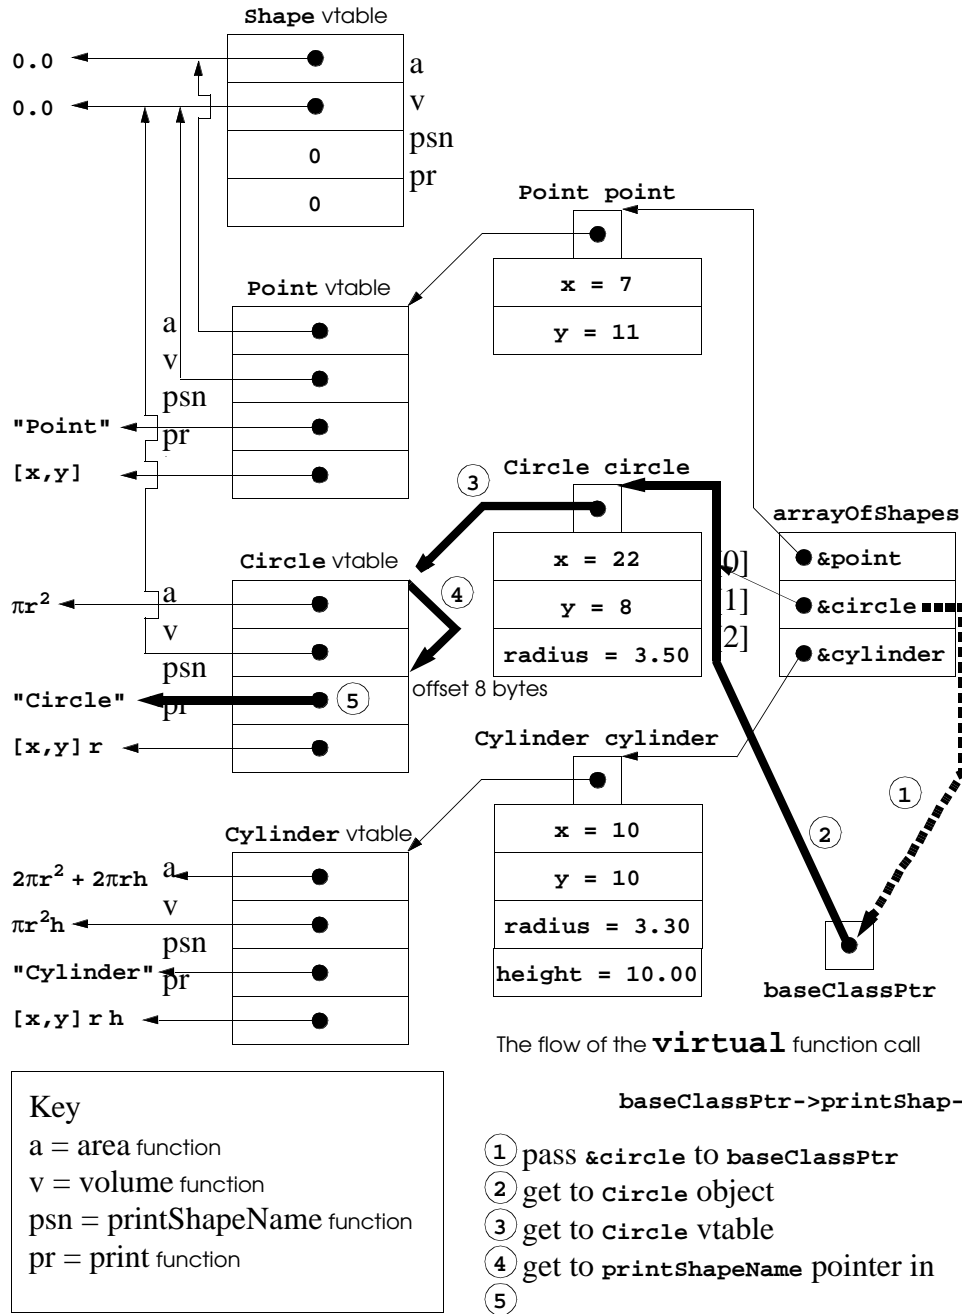 Shape vtable
0.0
a
0.0
v
0
psn
0
pr
Point point
x = 7
y = 11
Point vtable
a
v
psn
"Point"
pr
[x,y]
Circle circle
3
x = 22
y = 8
radius = 3.50
arrayOfShapes
[0]
&point
[1]
&circle
[2]
&cylinder
Circle vtable
πr²
a
4
v
psn
"Circle"
pr
5
offset 8 bytes
[x,y] r
Cylinder cylinder
x = 10
y = 10
radius = 3.30
height = 10.00
1
2
baseClassPtr
Cylinder vtable
2πr² + 2πrh
a
πr²h
v
psn
"Cylinder"
pr
[x,y] r h
The flow of the virtual function call
baseClassPtr->printShap-
Key
a = area function
v = volume function
psn = printShapeName function
pr = print function
1 pass &circle to baseClassPtr
2 get to Circle object
3 get to Circle vtable
4 get to printShapeName pointer in
5